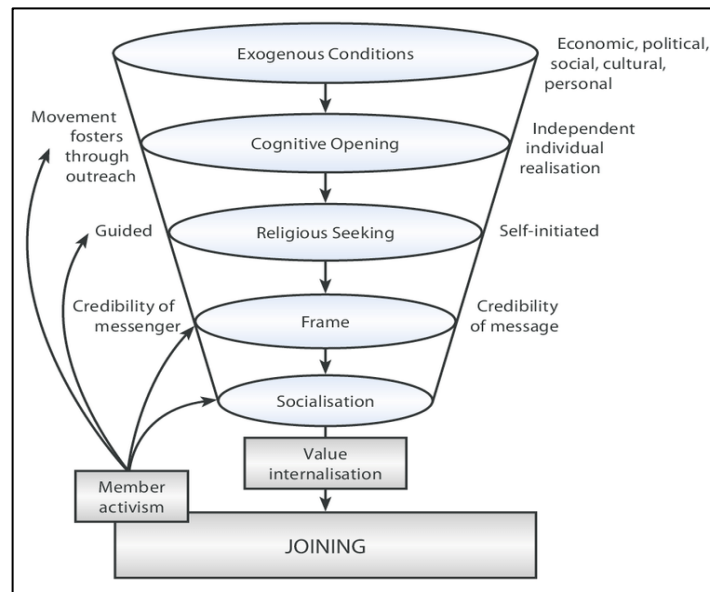 Exogenous Conditions
Economic, political,
social, cultural,
personal
Movement
fosters
through
outreach
Cognitive Opening
Independent
individual
realisation
Guided
Religious Seeking
Self-initiated
Credibility of
messenger
Frame
Credibility
of message
Socialisation
Value
internalisation
Member
activism
JOINING